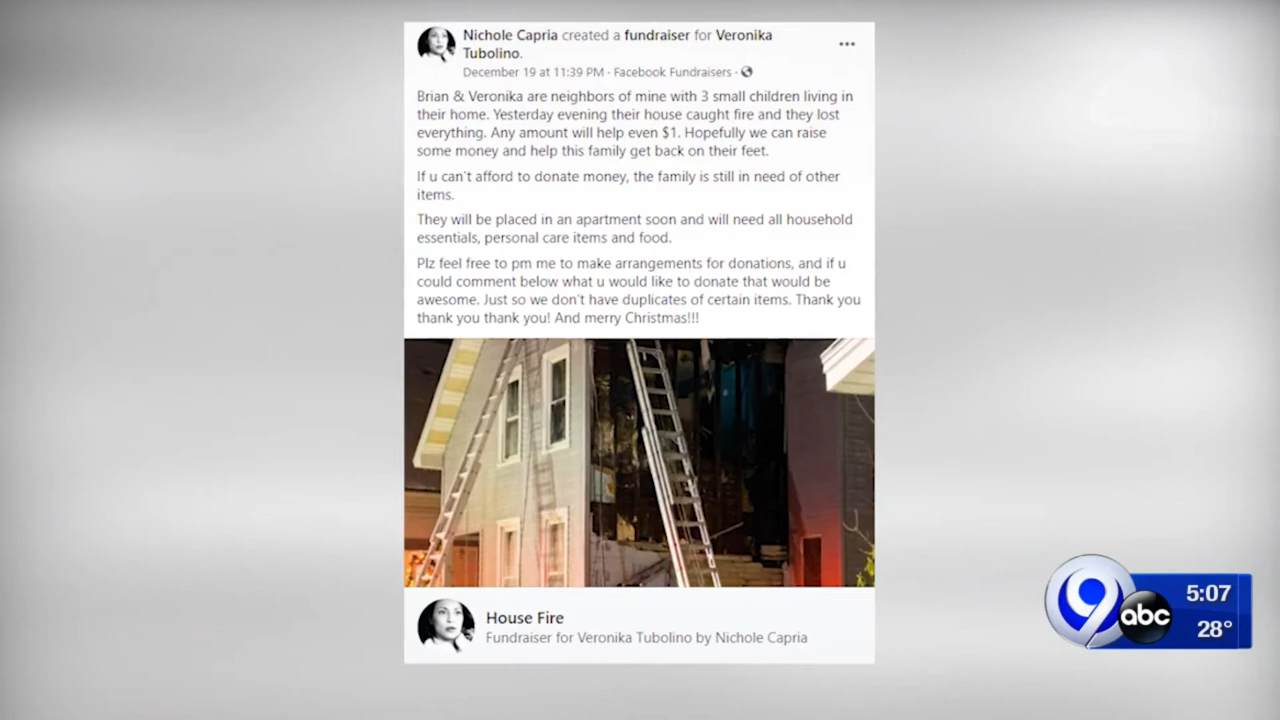 Nichole Capria created a fundraiser for Veronika
Tubolino.
December 19 at 11:39 PM · Facebook Fundraisers ·
Brian & Veronika are neighbors of mine with 3 small children living in
their home. Yesterday evening their house caught fire and they lost
everything. Any amount will help even $1. Hopefully we can raise
some money and help this family get back on their feet.
If u can't afford to donate money, the family is still in need of other
items.
They will be placed in an apartment soon and will need all household
essentials, personal care items and food.
Plz feel free to pm me to make arrangements for donations, and if u
could comment below what u would like to donate that would be
awesome. Just so we don't have duplicates of certain items. Thank you
thank you thank you! And merry Christmas!!!
House Fire
Fundraiser for Veronika Tubolino by Nichole Capria
9
abc
5:07
28°